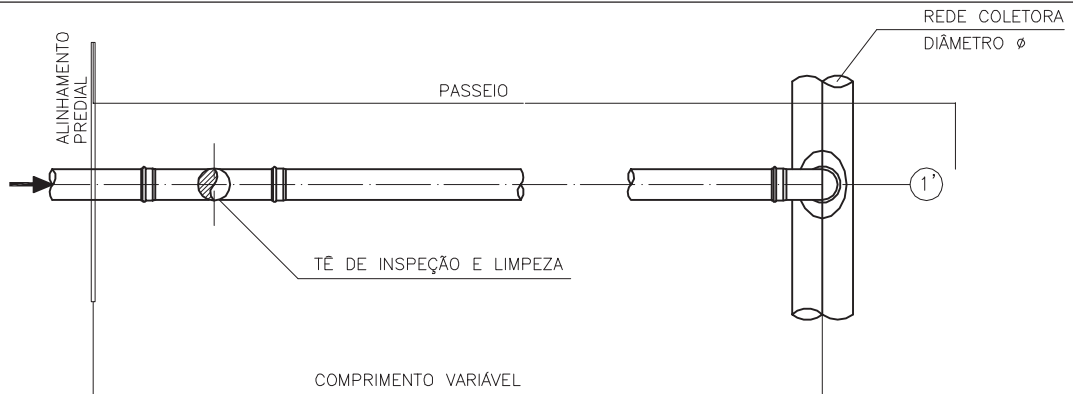 REDE COLETORA
DIÂMETRO ø
ALINHAMENTO
PREDIAL
PASSEIO
1'
TÊ DE INSPEÇÃO E LIMPEZA
COMPRIMENTO VARIÁVEL